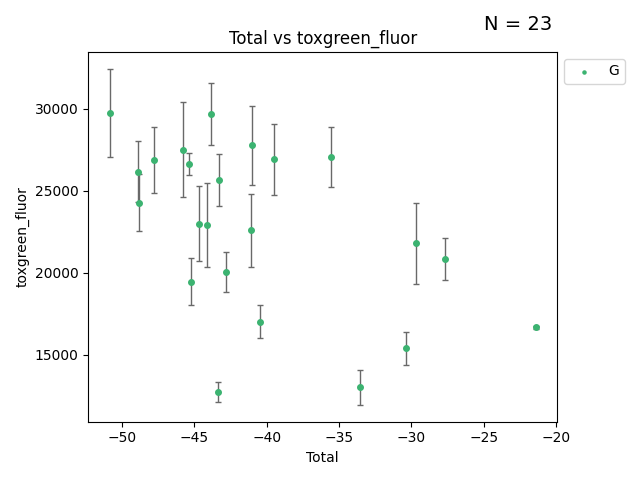 N = 23
Total vs toxgreen_fluor
G
toxgreen_fluor
30000
25000
20000
15000
−50 −45 −40 −35 −30 −25 −20
Total